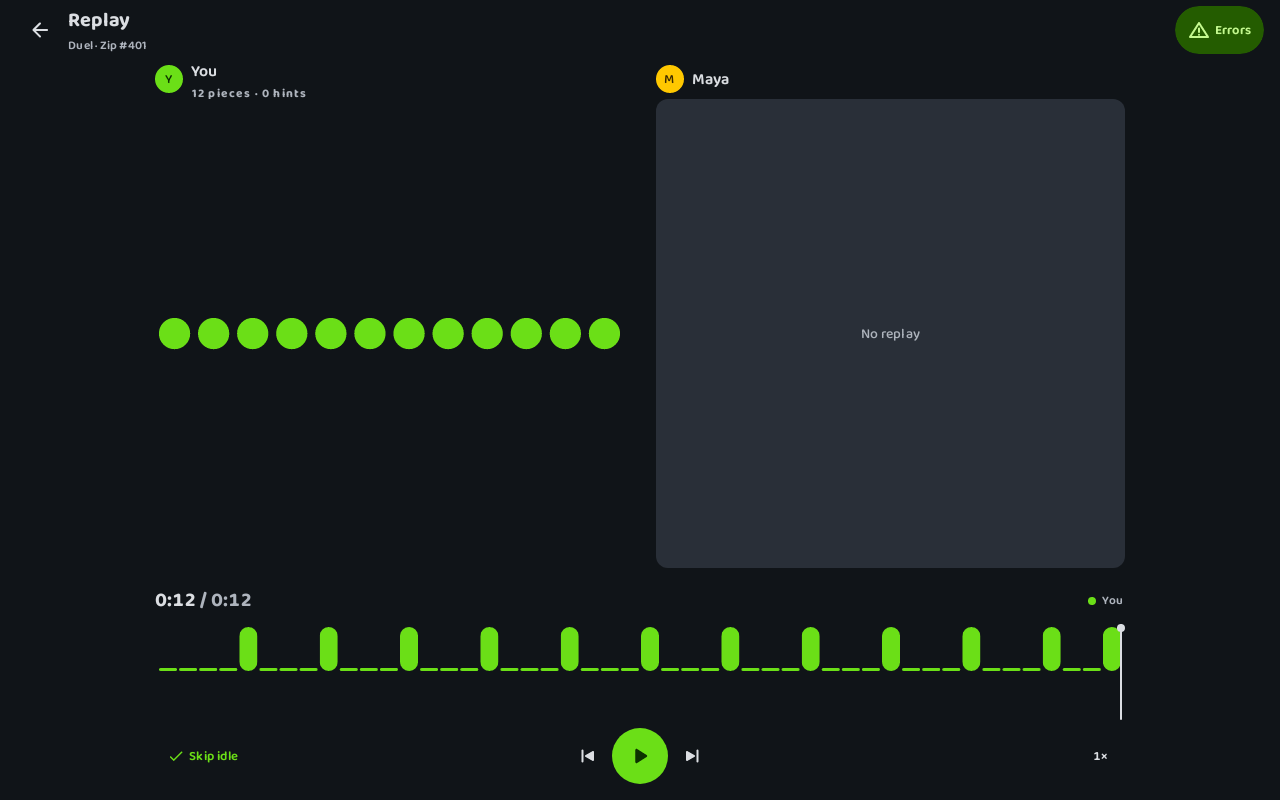 Replay
Duel · Zip #401
Errors
Y
You
12 pieces · 0 hints
M
Maya
No replay
0:12 / 0:12
You
Skip idle
1×